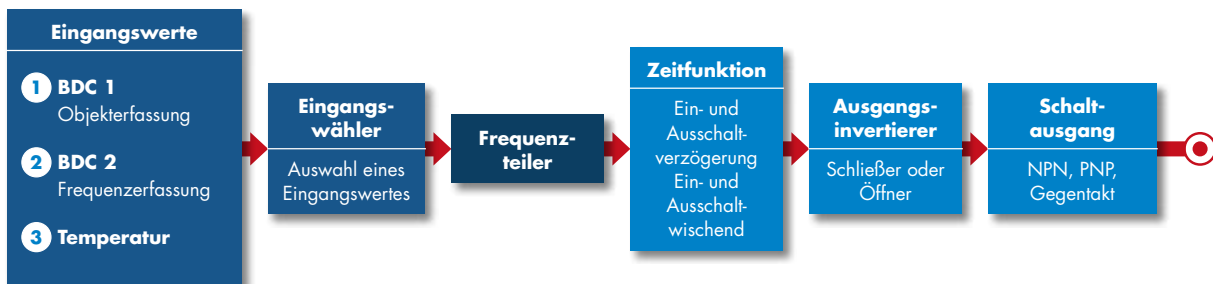 Eingangswerte
1 BDC 1
Objekterfassung
2 BDC 2
Frequenzerfassung
3 Temperatur
Eingangs-
wähler
Auswahl eines
Eingangswertes
Frequenz-
teiler
Zeitfunktion
Ein- und
Ausschalt-
verzögerung
Ein- und
Ausschalt-
wischend
Ausgangs-
invertierer
Schließer oder
Öffner
Schalt-
ausgang
NPN, PNP,
Gegentakt